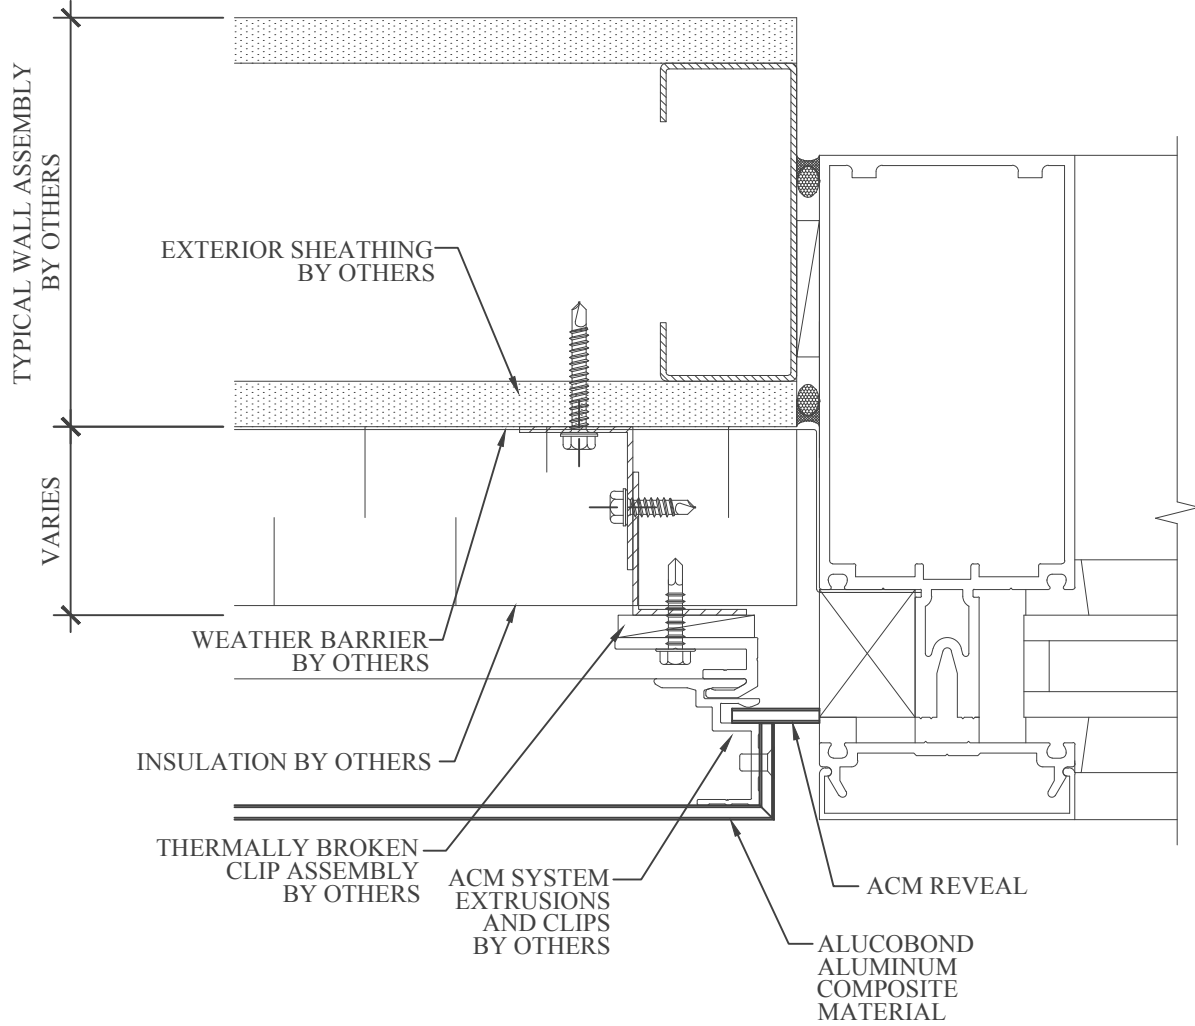 TYPICAL WALL ASSEMBLY
BY OTHERS
EXTERIOR SHEATHING
BY OTHERS
VARIES
WEATHER BARRIER
BY OTHERS
INSULATION BY OTHERS
THERMALLY BROKEN
CLIP ASSEMBLY
BY OTHERS
ACM SYSTEM
EXTRUSIONS
AND CLIPS
BY OTHERS
ACM REVEAL
ALUCOBOND
ALUMINUM
COMPOSITE
MATERIAL